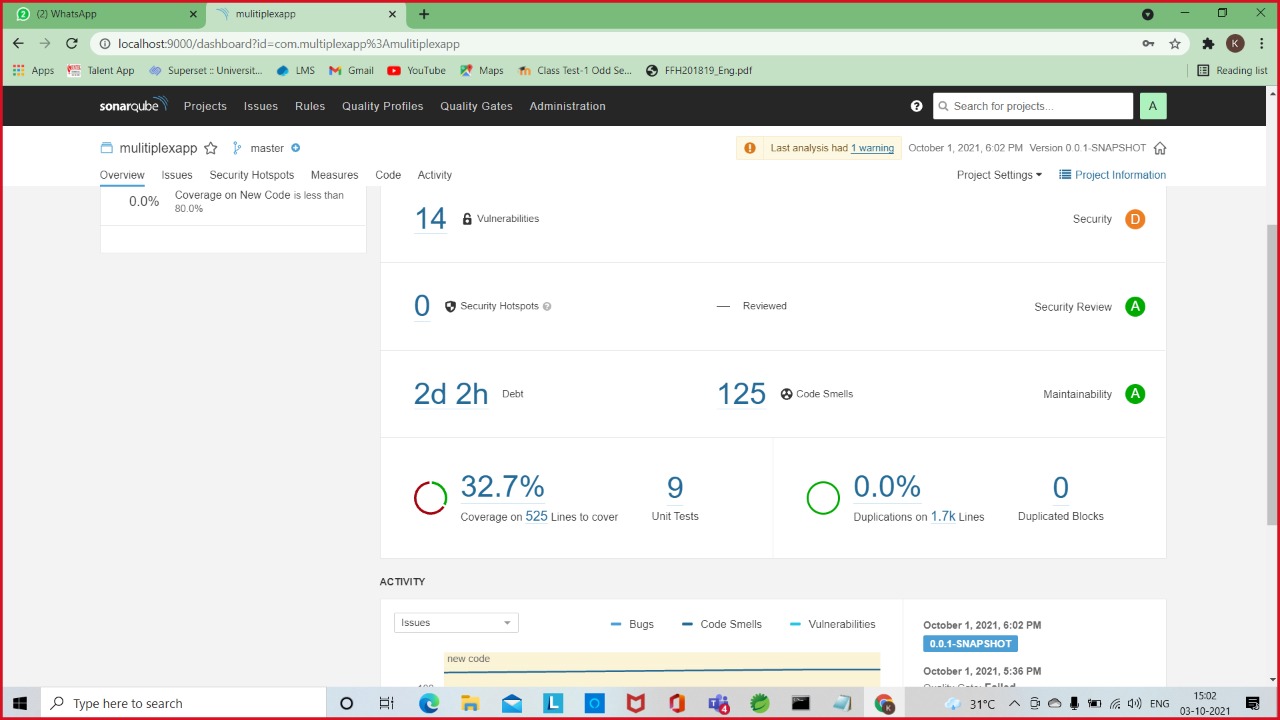 (2) WhatsApp
mulitiplexapp
localhost:9000/dashboard?id=com.multiplexapp%3Amulitiplexapp
K
Apps
Talent App
Superset :: Universit...
LMS
Gmail
YouTube
Maps
Class Test-1 Odd Se...
FFH201819_Eng.pdf
Reading list
sonarqube
Projects
Issues
Rules
Quality Profiles
Quality Gates
Administration
Search for projects...
A
mulitiplexapp
master
Last analysis had 1 warning
October 1, 2021, 6:02 PM Version 0.0.1-SNAPSHOT
Overview
Issues
Security Hotspots
Measures
Code
Activity
Project Settings
Project Information
0.0%
Coverage on New Code is less than
80.0%
14
Vulnerabilities
Security
D
0
Security Hotspots
— Reviewed
Security Review
A
2d 2h
Debt
125
Code Smells
Maintainability
A
32.7%
Coverage on 525 Lines to cover
9
Unit Tests
0.0%
Duplications on 1.7k Lines
0
Duplicated Blocks
ACTIVITY
Issues
Bugs
Code Smells
Vulnerabilities
new code
October 1, 2021, 6:02 PM
0.0.1-SNAPSHOT
October 1, 2021, 5:36 PM
Quality Gate: Failed
Type here to search
31°C
ENG
15:02
03-10-2021